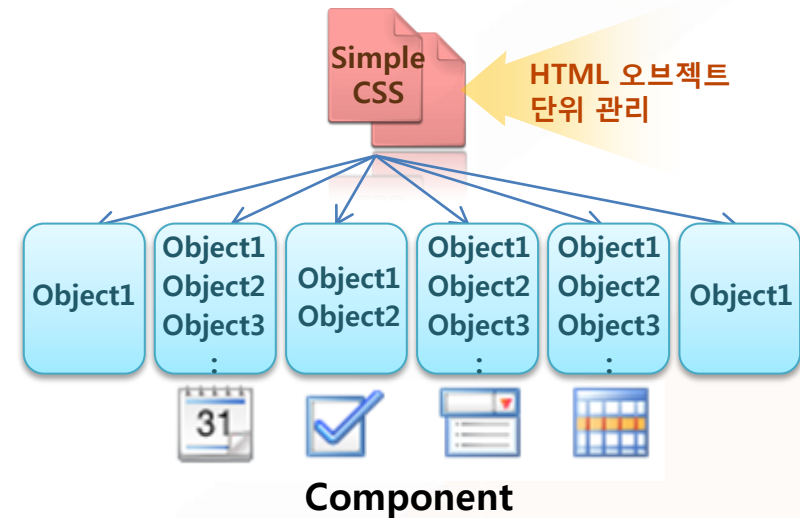 Simple
CSS
HTML 오브젝트
단위 관리
Object1
Object1
Object2
Object3
:
Object1
Object2
Object1
Object2
Object3
:
Object1
Object2
Object3
:
Object1
31
Component